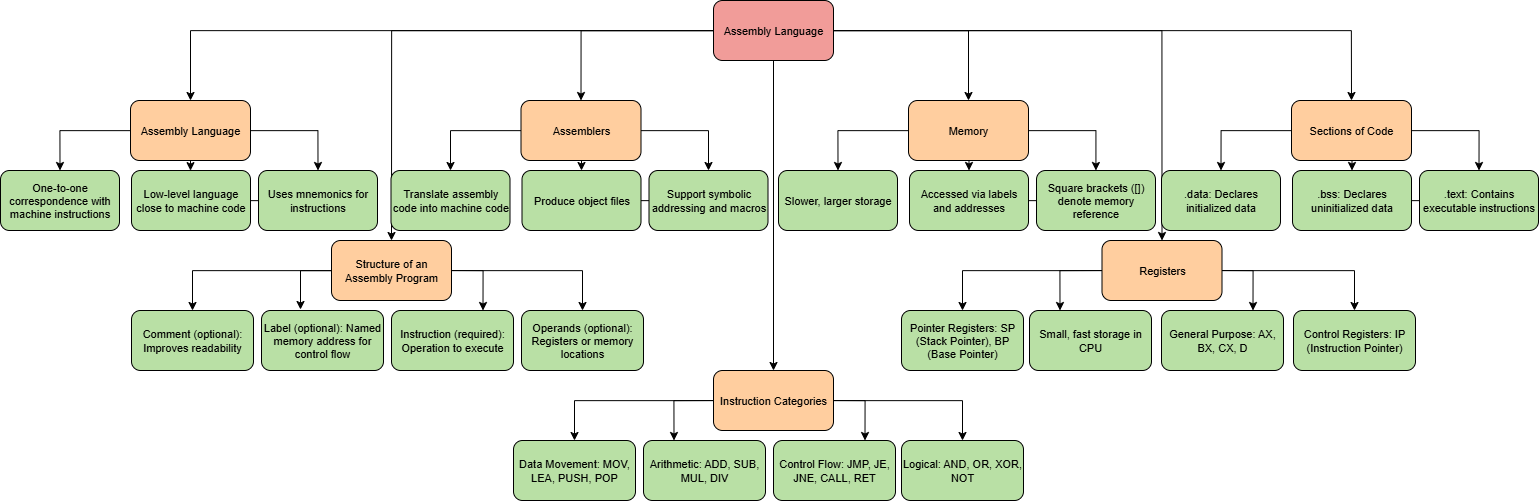 Assembly Language
Assembly Language
Assemblers
Memory
Sections of Code
One-to-one
correspondence with
machine instructions
Low-level language
close to machine code
Uses mnemonics for
instructions
Translate assembly
code into machine code
Produce object files
Support symbolic
addressing and macros
Slower, larger storage
Accessed via labels
and addresses
Square brackets ([])
denote memory
reference
.data: Declares
initialized data
.bss: Declares
uninitialized data
.text: Contains
executable instructions
Structure of an
Assembly Program
Registers
Comment (optional):
Improves readability
Label (optional): Named
memory address for
control flow
Instruction (required):
Operation to execute
Operands (optional):
Registers or memory
locations
Pointer Registers: SP
(Stack Pointer), BP
(Base Pointer)
Small, fast storage in
CPU
General Purpose: AX,
BX, CX, D
Control Registers: IP
(Instruction Pointer)
Instruction Categories
Data Movement: MOV,
LEA, PUSH, POP
Arithmetic: ADD, SUB,
MUL, DIV
Control Flow: JMP, JE,
JNE, CALL, RET
Logical: AND, OR, XOR,
NOT